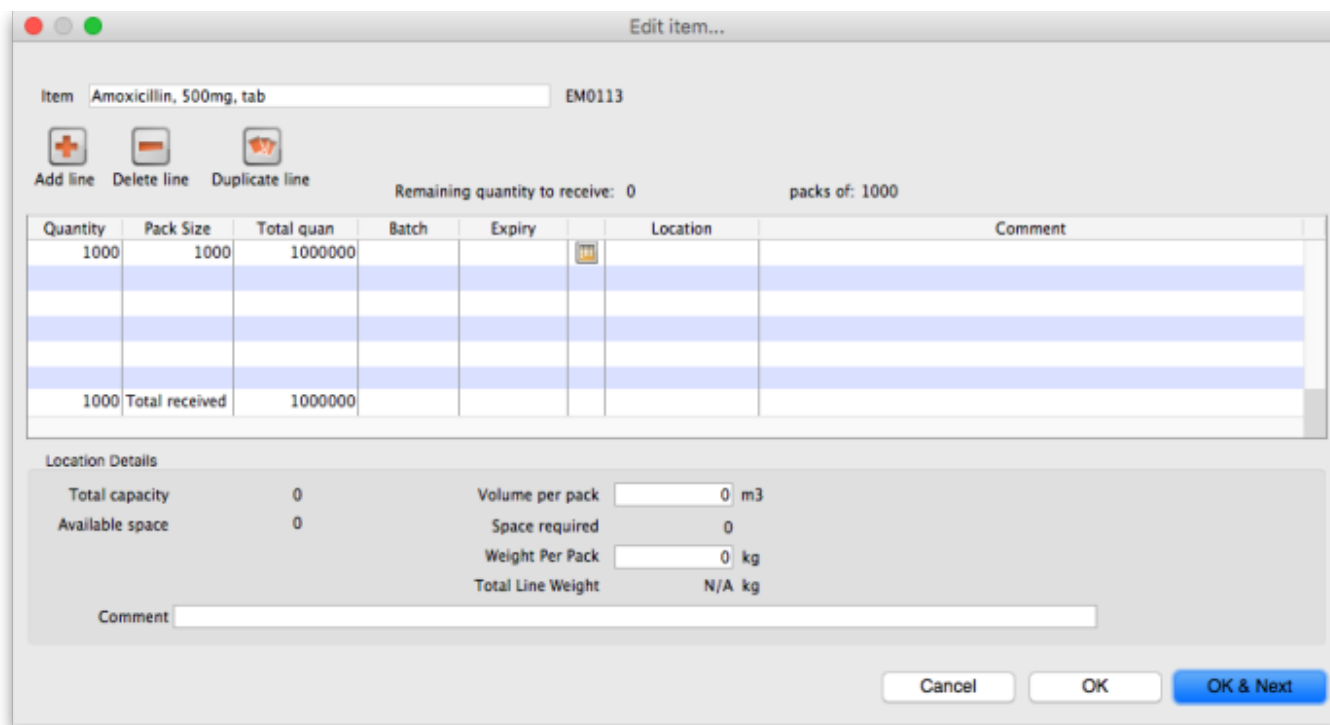 Edit item...
Item Amoxicillin, 500mg, tab EM0113
Add line Delete line Duplicate line
Remaining quantity to receive: 0 packs of: 1000
Quantity Pack Size Total quan Batch Expiry Location Comment
1000 1000 1000000
1000 Total received 1000000
Location Details
Total capacity 0 Volume per pack 0 m3
Available space 0 Space required 0
Weight Per Pack 0 kg
Total Line Weight N/A kg
Comment
Cancel OK OK & Next